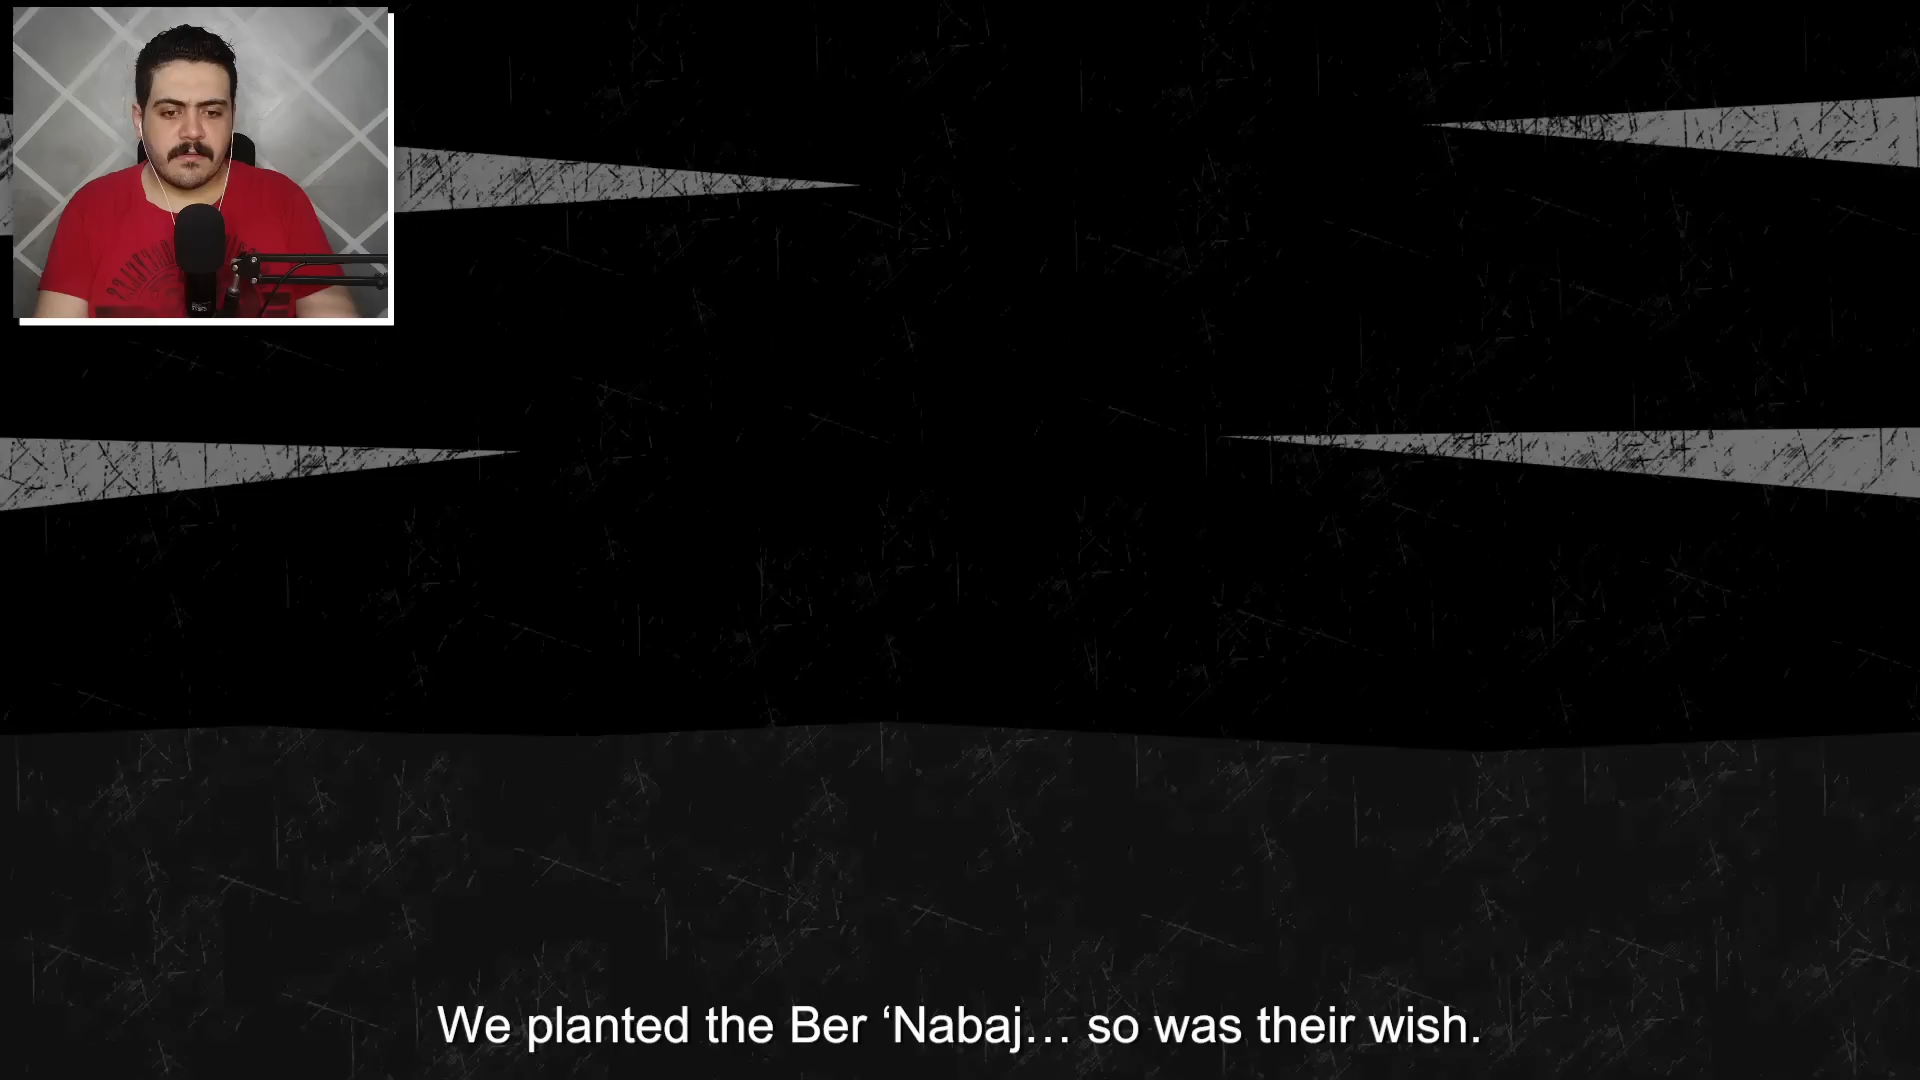 We planted the Ber ‘Nabaj… so was their wish.